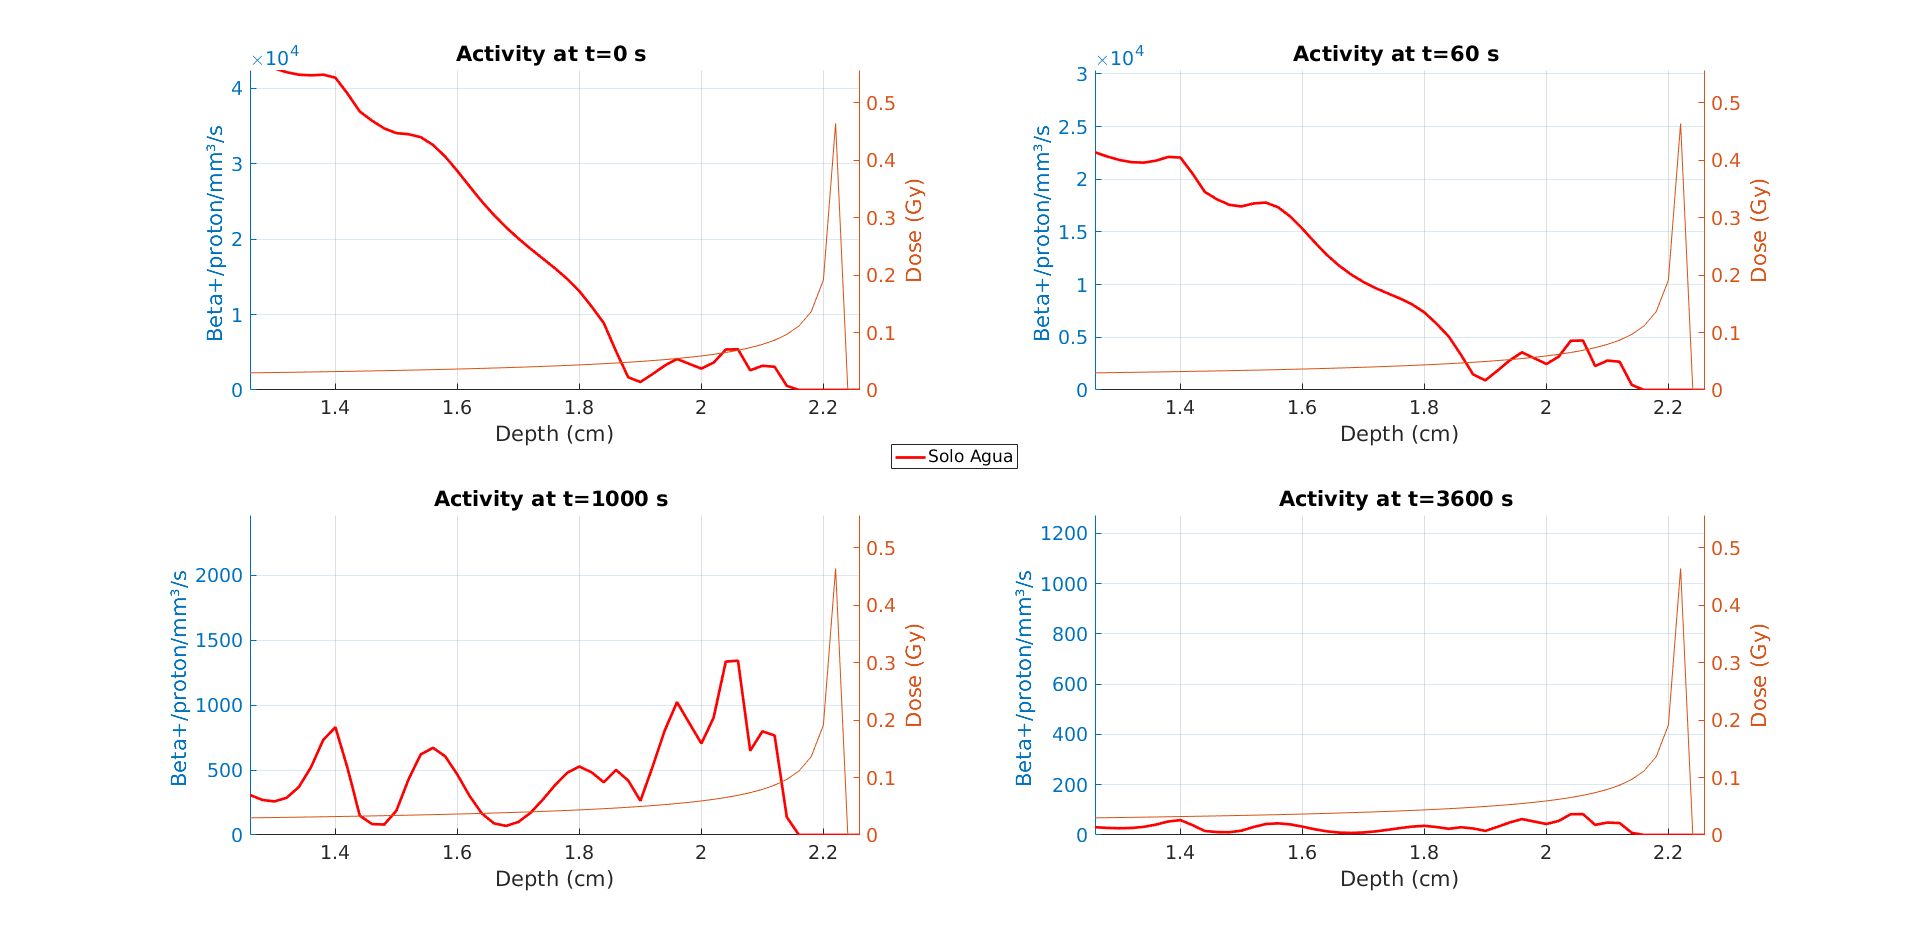 Activity at t=0 s
×10⁴
Beta+/proton/mm³/s
4
3
2
1
0
0.5
0.4
0.3
0.2
0.1
0
Dose (Gy)
1.4 1.6 1.8 2 2.2
Depth (cm)
Activity at t=60 s
×10⁴
Beta+/proton/mm³/s
3
2.5
2
1.5
1
0.5
0
0.5
0.4
0.3
0.2
0.1
0
Dose (Gy)
1.4 1.6 1.8 2 2.2
Depth (cm)
Solo Agua
Activity at t=1000 s
Beta+/proton/mm³/s
2000
1500
1000
500
0
0.5
0.4
0.3
0.2
0.1
0
Dose (Gy)
1.4 1.6 1.8 2 2.2
Depth (cm)
Activity at t=3600 s
Beta+/proton/mm³/s
1200
1000
800
600
400
200
0
0.5
0.4
0.3
0.2
0.1
0
Dose (Gy)
1.4 1.6 1.8 2 2.2
Depth (cm)